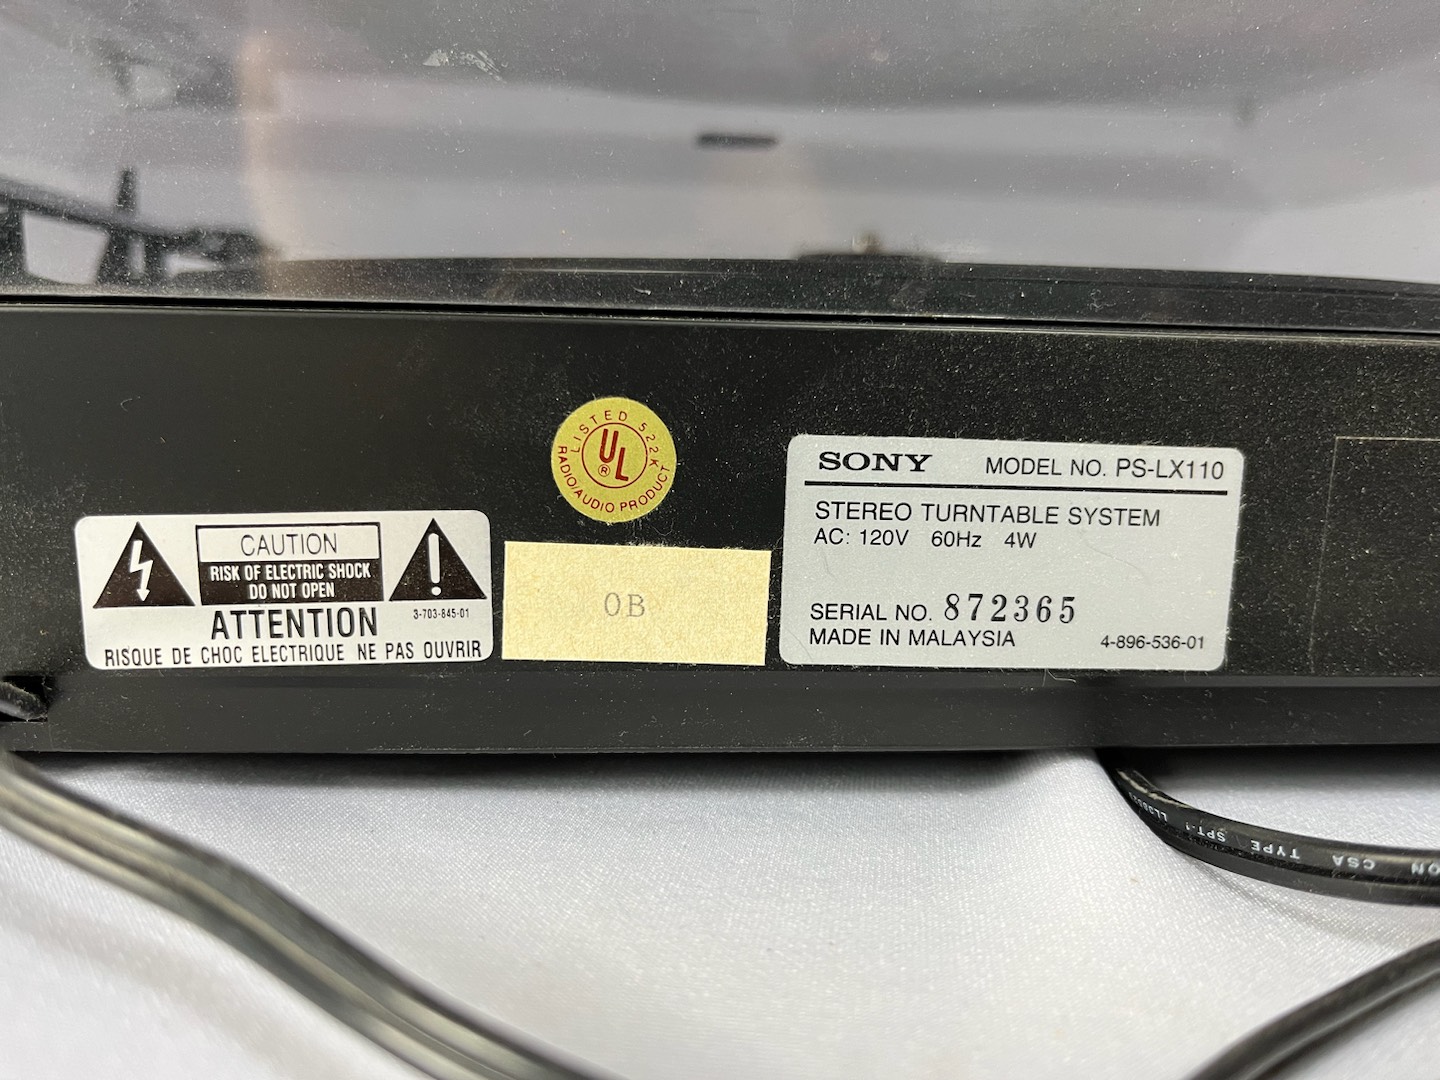 LISTED 522K
UL
®
RADIO/AUDIO PRODUCT
CAUTION
RISK OF ELECTRIC SHOCK
DO NOT OPEN
ATTENTION
3-703-845-01
RISQUE DE CHOC ELECTRIQUE NE PAS OUVRIR
0B
SONY MODEL NO. PS-LX110
STEREO TURNTABLE SYSTEM
AC: 120V 60Hz 4W
SERIAL NO. 872365
MADE IN MALAYSIA 4-896-536-01
ON CSA TYPE SPT-1